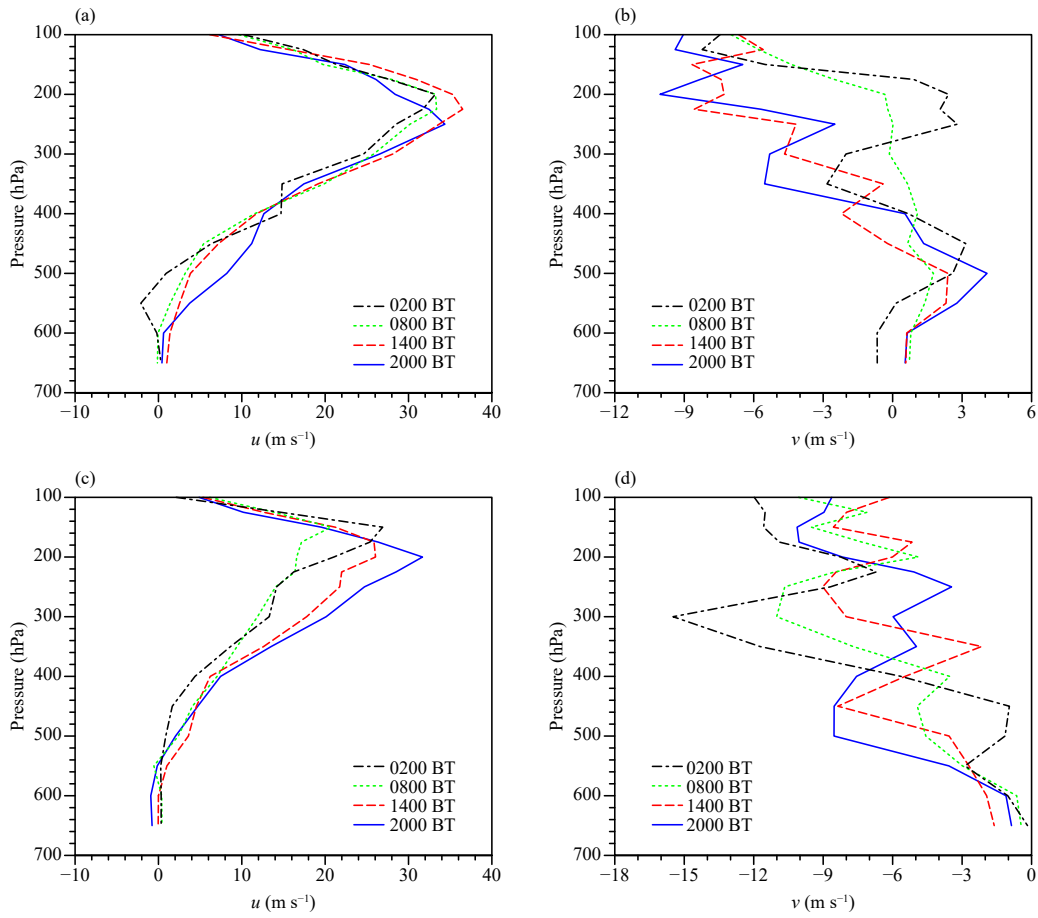 (a)
100
200
300
400
500
600
700
Pressure (hPa)
0200 BT
0800 BT
1400 BT
2000 BT
−10 0 10 20 30 40
u (m s⁻¹)
(b)
100
200
300
400
500
600
700
Pressure (hPa)
0200 BT
0800 BT
1400 BT
2000 BT
−12 −9 −6 −3 0 3 6
v (m s⁻¹)
(c)
100
200
300
400
500
600
700
Pressure (hPa)
0200 BT
0800 BT
1400 BT
2000 BT
−10 0 10 20 30 40
u (m s⁻¹)
(d)
100
200
300
400
500
600
700
Pressure (hPa)
0200 BT
0800 BT
1400 BT
2000 BT
−18 −15 −12 −9 −6 −3 0
v (m s⁻¹)